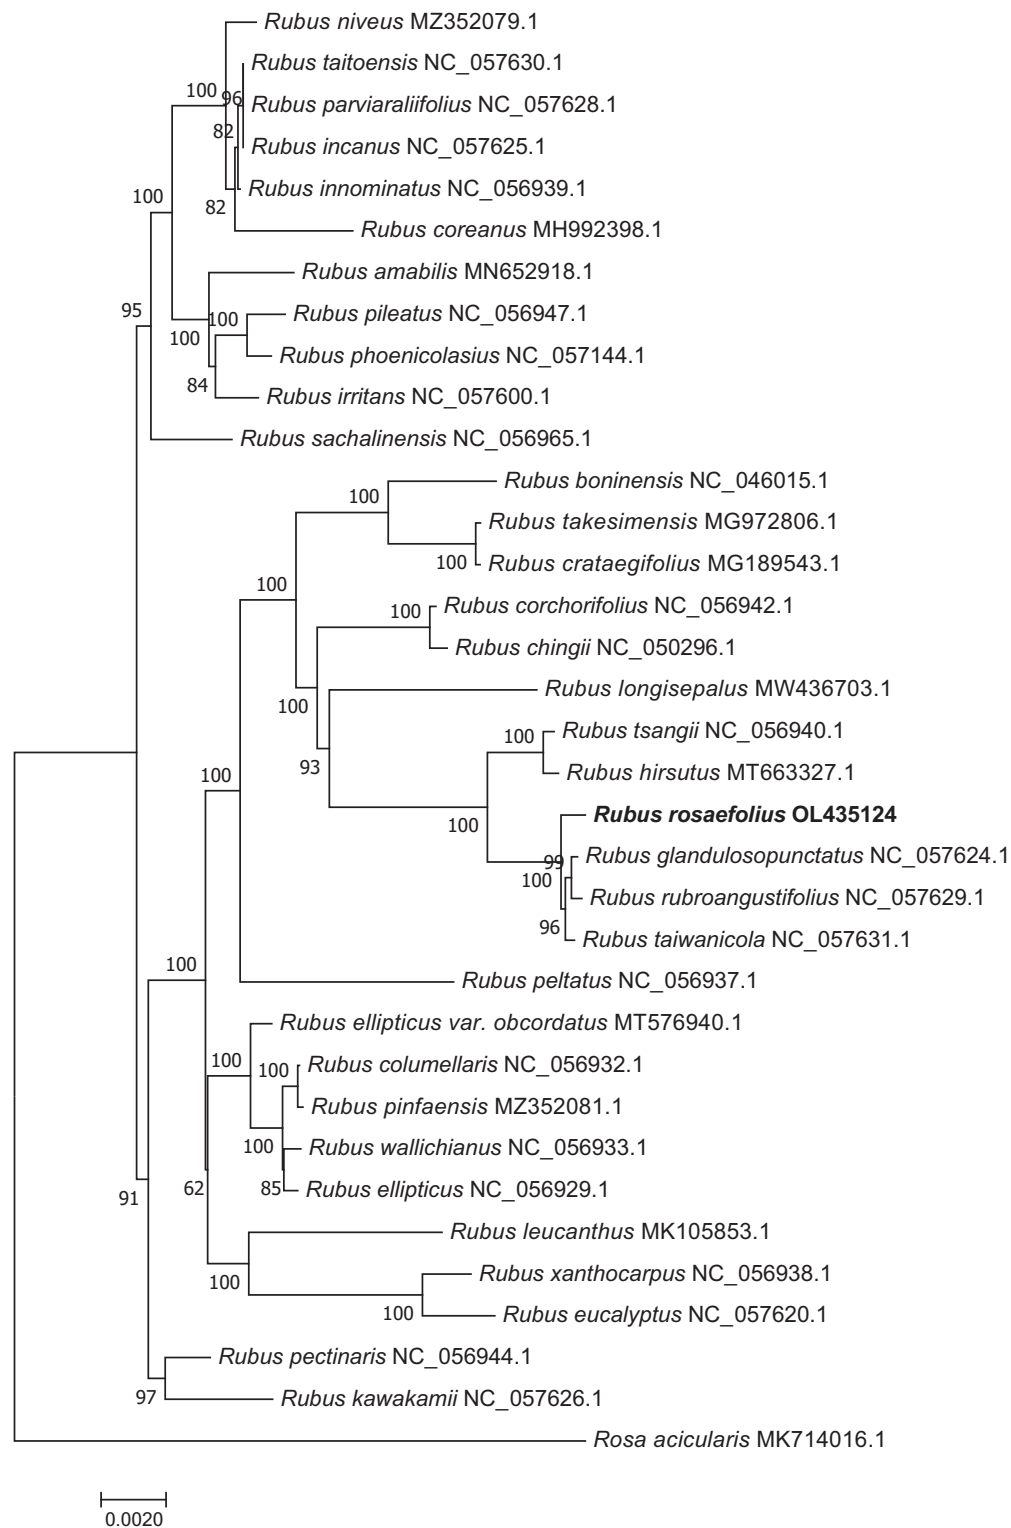 Rubus niveus MZ352079.1
Rubus taitoensis NC_057630.1
100 96 Rubus parviaraliifolius NC_057628.1
82
Rubus incanus NC_057625.1
Rubus innominatus NC_056939.1
100
82
Rubus coreanus MH992398.1
Rubus amabilis MN652918.1
95
100
Rubus pileatus NC_056947.1
100
Rubus phoenicolasius NC_057144.1
84
Rubus irritans NC_057600.1
Rubus sachalinensis NC_056965.1
Rubus boninensis NC_046015.1
100
Rubus takesimensis MG972806.1
100 Rubus crataegifolius MG189543.1
100
100 Rubus corchorifolius NC_056942.1
Rubus chingii NC_050296.1
Rubus longisepalus MW436703.1
100
Rubus tsangii NC_056940.1
100
93
100
Rubus hirsutus MT663327.1
Rubus rosaefolius OL435124
100
99 Rubus glandulosopunctatus NC_057624.1
100
Rubus rubroangustifolius NC_057629.1
96
Rubus taiwanicola NC_057631.1
100
Rubus peltatus NC_056937.1
Rubus ellipticus var. obcordatus MT576940.1
100
100 Rubus columellaris NC_056932.1
Rubus pinfaensis MZ352081.1
100 Rubus wallichianus NC_056933.1
62
85 Rubus ellipticus NC_056929.1
91
Rubus leucanthus MK105853.1
100
Rubus xanthocarpus NC_056938.1
100 Rubus eucalyptus NC_057620.1
Rubus pectinaris NC_056944.1
97
Rubus kawakamii NC_057626.1
Rosa acicularis MK714016.1
0.0020